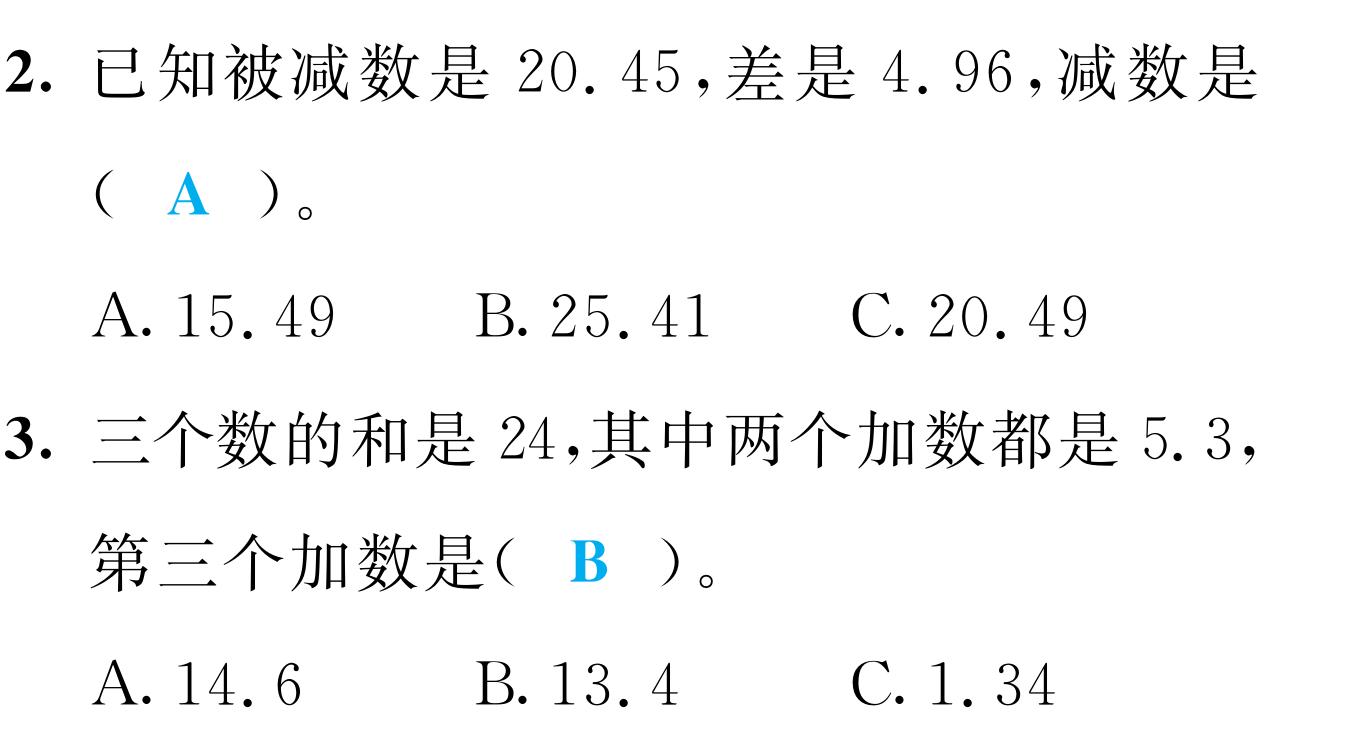 2. 已知被减数是 20.45,差是 4.96,减数是
( A )。
A. 15.49 B. 25.41 C. 20.49
3. 三个数的和是 24,其中两个加数都是 5.3,
第三个加数是( B )。
A. 14.6 B. 13.4 C. 1.34